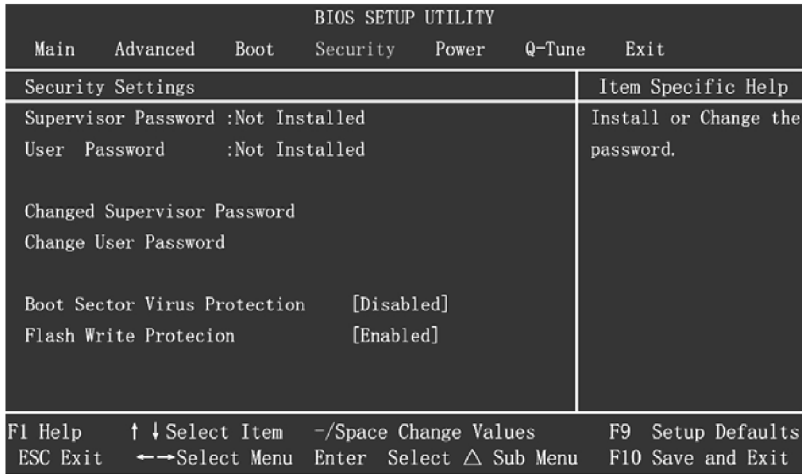 BIOS SETUP UTILITY
Main Advanced Boot Security Power Q-Tune Exit
Security Settings
Item Specific Help
Supervisor Password :Not Installed
Install or Change the
User Password :Not Installed
password.
Changed Supervisor Password
Change User Password
Boot Sector Virus Protection [Disabled]
Flash Write Protecion [Enabled]
F1 Help ↑↓Select Item -/Space Change Values F9 Setup Defaults
ESC Exit ←→Select Menu Enter Select △ Sub Menu F10 Save and Exit